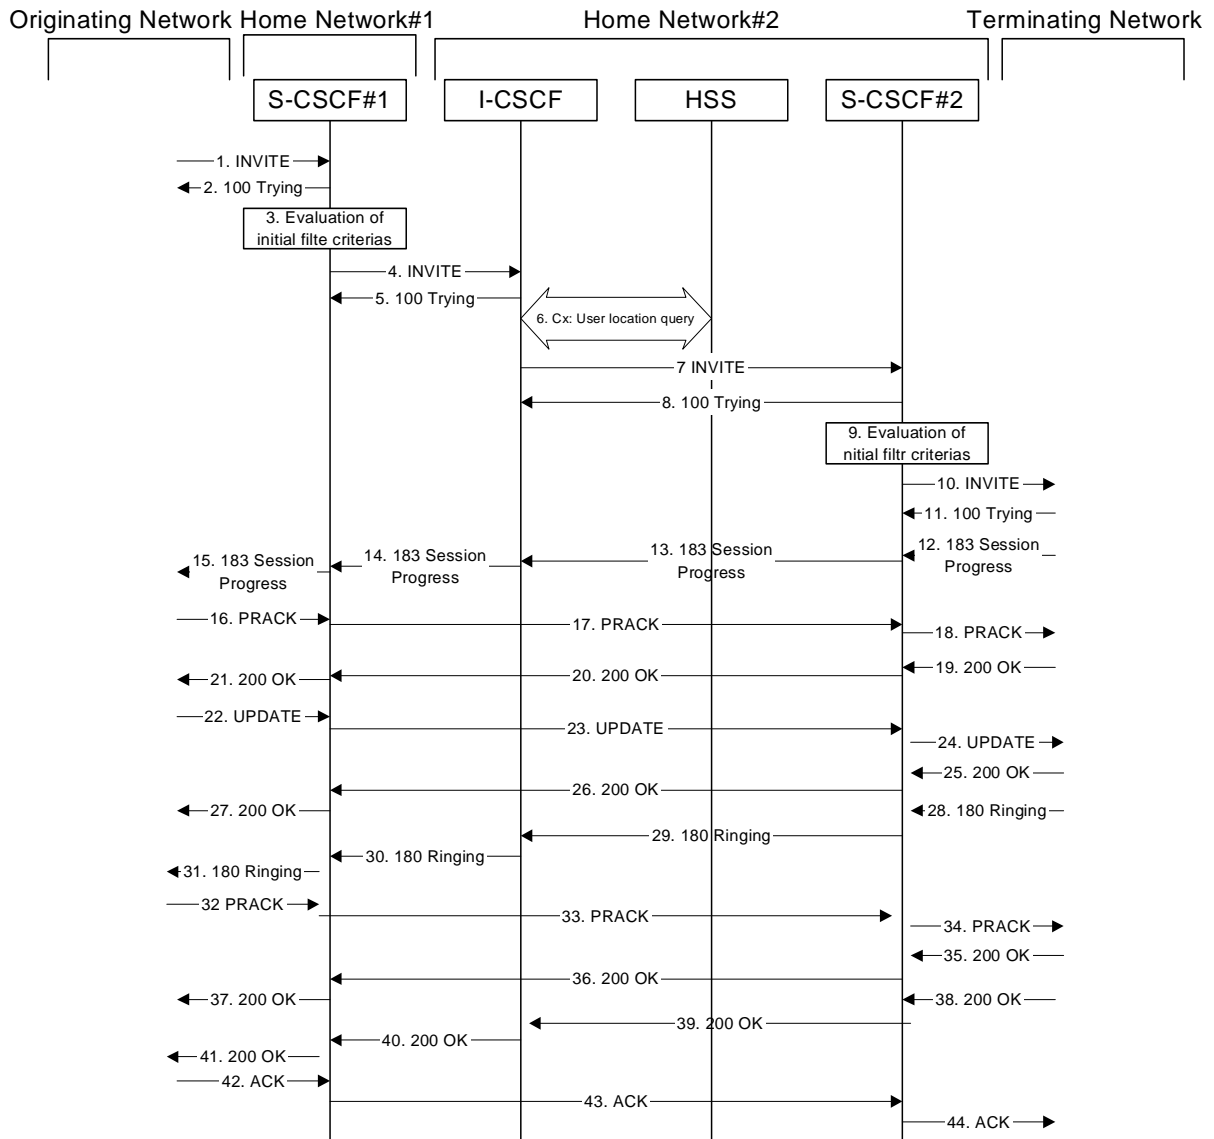 Originating Network Home Network#1 Home Network#2 Terminating Network
S-CSCF#1 I-CSCF HSS S-CSCF#2
1. INVITE
2. 100 Trying
3. Evaluation of
initial filte criterias
4. INVITE
5. 100 Trying
6. Cx: User location query
7 INVITE
8. 100 Trying
9. Evaluation of
nitial filtr criterias
10. INVITE
11. 100 Trying
12. 183 Session
Progress
13. 183 Session
Progress
14. 183 Session
Progress
15. 183 Session
Progress
16. PRACK
17. PRACK
18. PRACK
19. 200 OK
20. 200 OK
21. 200 OK
22. UPDATE
23. UPDATE
24. UPDATE
25. 200 OK
26. 200 OK
27. 200 OK
28. 180 Ringing
29. 180 Ringing
30. 180 Ringing
31. 180 Ringing
32 PRACK
33. PRACK
34. PRACK
35. 200 OK
36. 200 OK
37. 200 OK
38. 200 OK
39. 200 OK
40. 200 OK
41. 200 OK
42. ACK
43. ACK
44. ACK